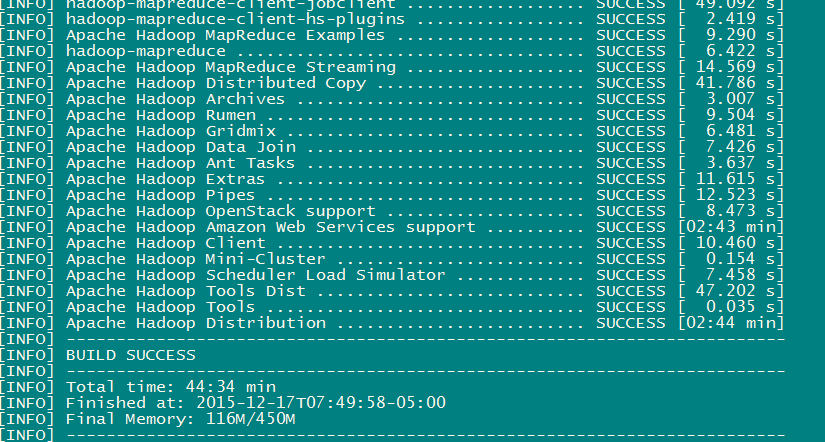 [INFO] hadoop-mapreduce-client-jobclient ................. SUCCESS [ 49.092 s]
[INFO] hadoop-mapreduce-client-hs-plugins ................ SUCCESS [  2.419 s]
[INFO] Apache Hadoop MapReduce Examples .................. SUCCESS [  9.290 s]
[INFO] hadoop-mapreduce .................................. SUCCESS [  6.422 s]
[INFO] Apache Hadoop MapReduce Streaming ................. SUCCESS [ 14.569 s]
[INFO] Apache Hadoop Distributed Copy .................... SUCCESS [ 41.786 s]
[INFO] Apache Hadoop Archives ............................ SUCCESS [  3.007 s]
[INFO] Apache Hadoop Rumen ............................... SUCCESS [  9.504 s]
[INFO] Apache Hadoop Gridmix ............................. SUCCESS [  6.481 s]
[INFO] Apache Hadoop Data Join ........................... SUCCESS [  7.426 s]
[INFO] Apache Hadoop Ant Tasks ........................... SUCCESS [  3.637 s]
[INFO] Apache Hadoop Extras .............................. SUCCESS [ 11.615 s]
[INFO] Apache Hadoop Pipes ............................... SUCCESS [ 12.523 s]
[INFO] Apache Hadoop OpenStack support ................... SUCCESS [  8.473 s]
[INFO] Apache Hadoop Amazon Web Services support ......... SUCCESS [02:43 min]
[INFO] Apache Hadoop Client .............................. SUCCESS [ 10.460 s]
[INFO] Apache Hadoop Mini-Cluster ........................ SUCCESS [  0.154 s]
[INFO] Apache Hadoop Scheduler Load Simulator ............ SUCCESS [  7.458 s]
[INFO] Apache Hadoop Tools Dist .......................... SUCCESS [ 47.202 s]
[INFO] Apache Hadoop Tools ............................... SUCCESS [  0.035 s]
[INFO] Apache Hadoop Distribution ........................ SUCCESS [02:44 min]
[INFO] ------------------------------------------------------------------------
[INFO] BUILD SUCCESS
[INFO] ------------------------------------------------------------------------
[INFO] Total time: 44:34 min
[INFO] Finished at: 2015-12-17T07:49:58-05:00
[INFO] Final Memory: 116M/450M
[INFO] ------------------------------------------------------------------------